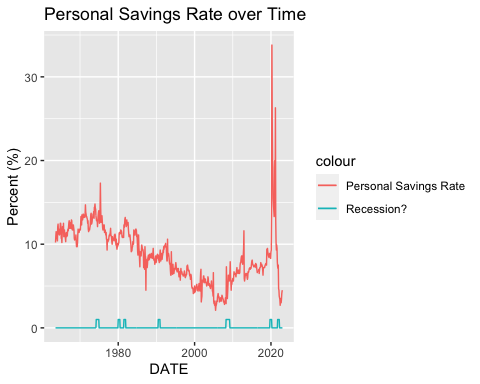 Personal Savings Rate over Time
Percent (%)
30
20
10
0
1980
2000
2020
DATE
colour
Personal Savings Rate
Recession?